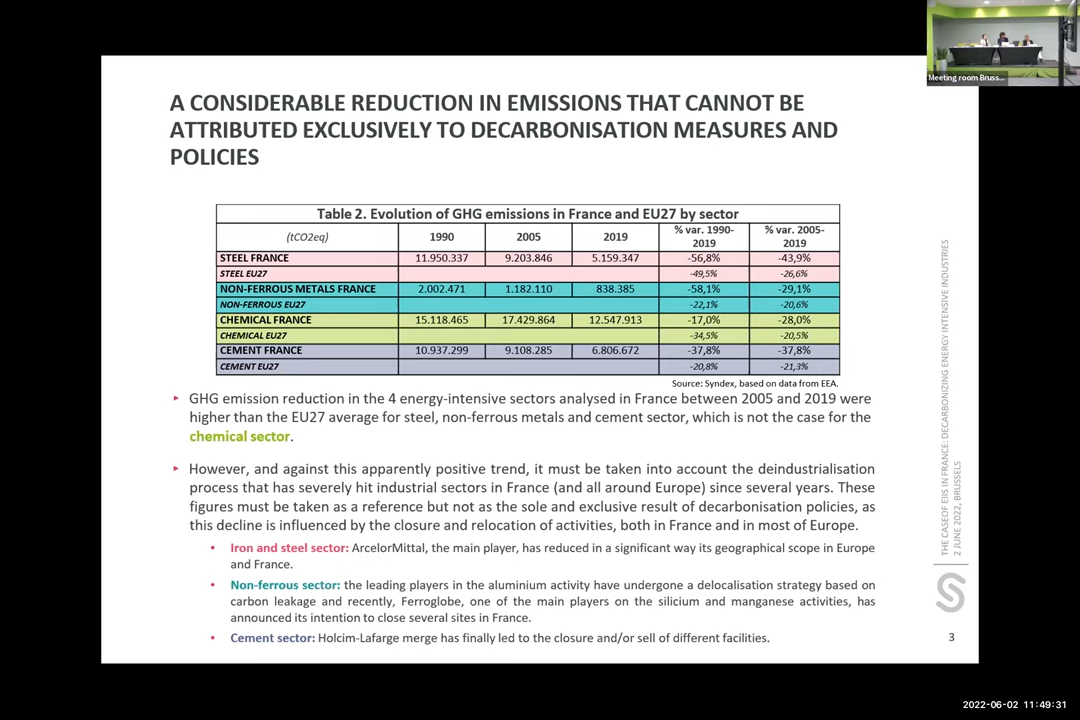 Meeting room Bruss...
A CONSIDERABLE REDUCTION IN EMISSIONS THAT CANNOT BE
ATTRIBUTED EXCLUSIVELY TO DECARBONISATION MEASURES AND
POLICIES
Table 2. Evolution of GHG emissions in France and EU27 by sector
(tCO2eq) 1990 2005 2019 % var. 1990-2019 % var. 2005-2019
STEEL FRANCE 11.950.337 9.203.846 5.159.347 -56,8% -43,9%
STEEL EU27 -49,5% -26,6%
NON-FERROUS METALS FRANCE 2.002.471 1.182.110 838.385 -58,1% -29,1%
NON-FERROUS EU27 -22,1% -20,6%
CHEMICAL FRANCE 15.118.465 17.429.864 12.547.913 -17,0% -28,0%
CHEMICAL EU27 -34,5% -20,5%
CEMENT FRANCE 10.937.299 9.108.285 6.806.672 -37,8% -37,8%
CEMENT EU27 -20,8% -21,3%
Source: Syndex, based on data from EEA.
GHG emission reduction in the 4 energy-intensive sectors analysed in France between 2005 and 2019 were
higher than the EU27 average for steel, non-ferrous metals and cement sector, which is not the case for the
chemical sector.
However, and against this apparently positive trend, it must be taken into account the deindustrialisation
process that has severely hit industrial sectors in France (and all around Europe) since several years. These
figures must be taken as a reference but not as the sole and exclusive result of decarbonisation policies, as
this decline is influenced by the closure and relocation of activities, both in France and in most of Europe.
Iron and steel sector: ArcelorMittal, the main player, has reduced in a significant way its geographical scope in Europe
and France.
Non-ferrous sector: the leading players in the aluminium activity have undergone a delocalisation strategy based on
carbon leakage and recently, Ferroglobe, one of the main players on the silicium and manganese activities, has
announced its intention to close several sites in France.
Cement sector: Holcim-Lafarge merge has finally led to the closure and/or sell of different facilities.
THE CASEOF EIIS IN FRANCE: DECARBONIZING ENERGY INTENSIVE INDUSTRIES
2 JUNE 2022, BRUSSELS
3
2022-06-02 11:49:31